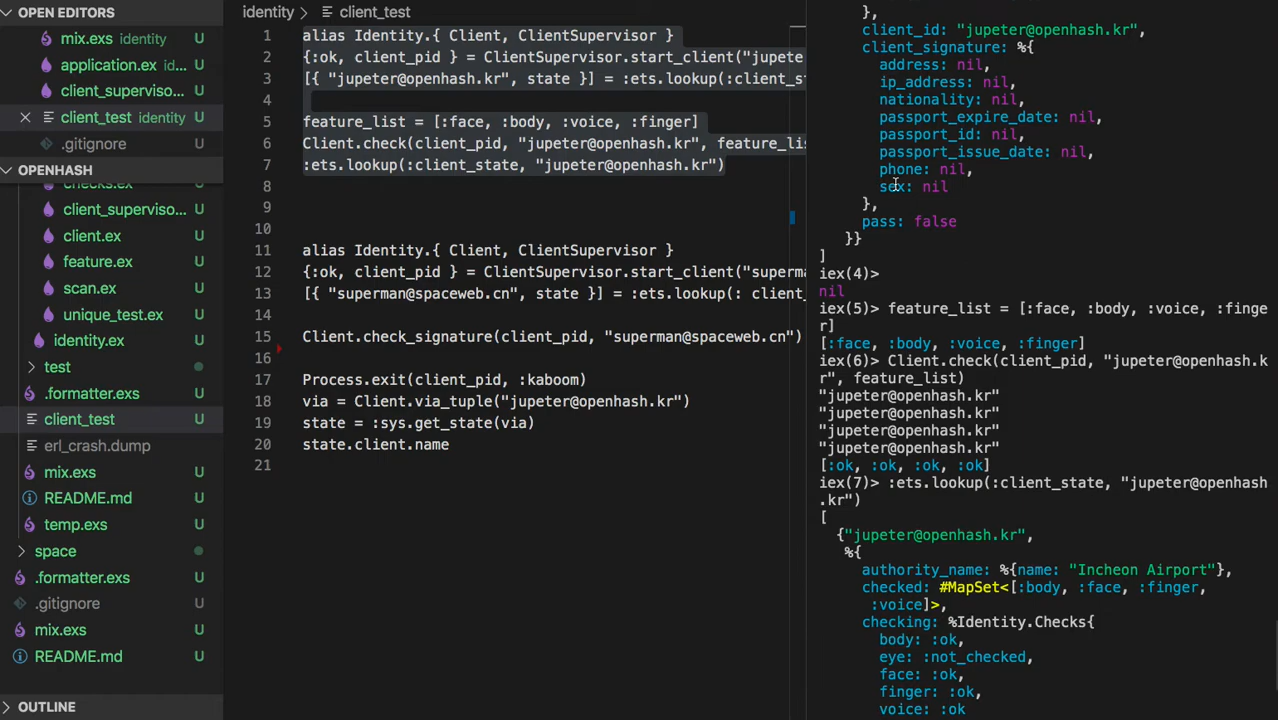 OPEN EDITORS
mix.exs identity U
application.ex id... U
client_superviso... U
client_test identity U
.gitignore
OPENHASH
checks.ex
client_superviso... U
client.ex U
feature.ex U
scan.ex U
unique_test.ex U
identity.ex U
test
.formatter.exs U
client_test U
erl_crash.dump U
mix.exs U
README.md U
temp.exs U
space
.formatter.exs U
.gitignore U
mix.exs U
README.md U
OUTLINE
identity > client_test
1 alias Identity.{ Client, ClientSupervisor }
2 {:ok, client_pid } = ClientSupervisor.start_client("jupete
3 [{ "jupeter@openhash.kr", state }] = :ets.lookup(:client_st
4
5 feature_list = [:face, :body, :voice, :finger]
6 Client.check(client_pid, "jupeter@openhash.kr", feature_lis
7 :ets.lookup(:client_state, "jupeter@openhash.kr")
8
9
10
11 alias Identity.{ Client, ClientSupervisor }
12 {:ok, client_pid } = ClientSupervisor.start_client("superma
13 [{ "superman@spaceweb.cn", state }] = :ets.lookup(: client_
14
15 Client.check_signature(client_pid, "superman@spaceweb.cn")
16
17 Process.exit(client_pid, :kaboom)
18 via = Client.via_tuple("jupeter@openhash.kr")
19 state = :sys.get_state(via)
20 state.client.name
21
},
client_id: "jupeter@openhash.kr",
client_signature: %{
address: nil,
ip_address: nil,
nationality: nil,
passport_expire_date: nil,
passport_id: nil,
passport_issue_date: nil,
phone: nil,
sex: nil
},
pass: false
}}
]
iex(4)>
nil
iex(5)> feature_list = [:face, :body, :voice, :finge
r]
[:face, :body, :voice, :finger]
iex(6)> Client.check(client_pid, "jupeter@openhash.k
r", feature_list)
"jupeter@openhash.kr"
"jupeter@openhash.kr"
"jupeter@openhash.kr"
"jupeter@openhash.kr"
[:ok, :ok, :ok, :ok]
iex(7)> :ets.lookup(:client_state, "jupeter@openhash
.kr")
[
{"jupeter@openhash.kr",
%{
authority_name: %{name: "Incheon Airport"},
checked: #MapSet<[:body, :face, :finger,
:voice]>,
checking: %Identity.Checks{
body: :ok,
eye: :not_checked,
face: :ok,
finger: :ok,
voice: :ok